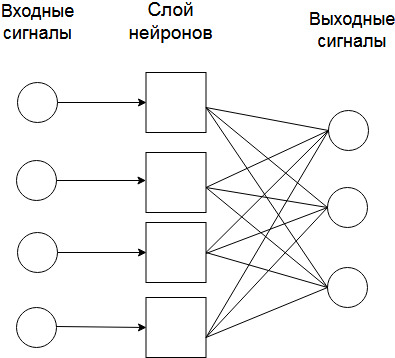 Входные
сигналы
Слой
нейронов
Выходные
сигналы